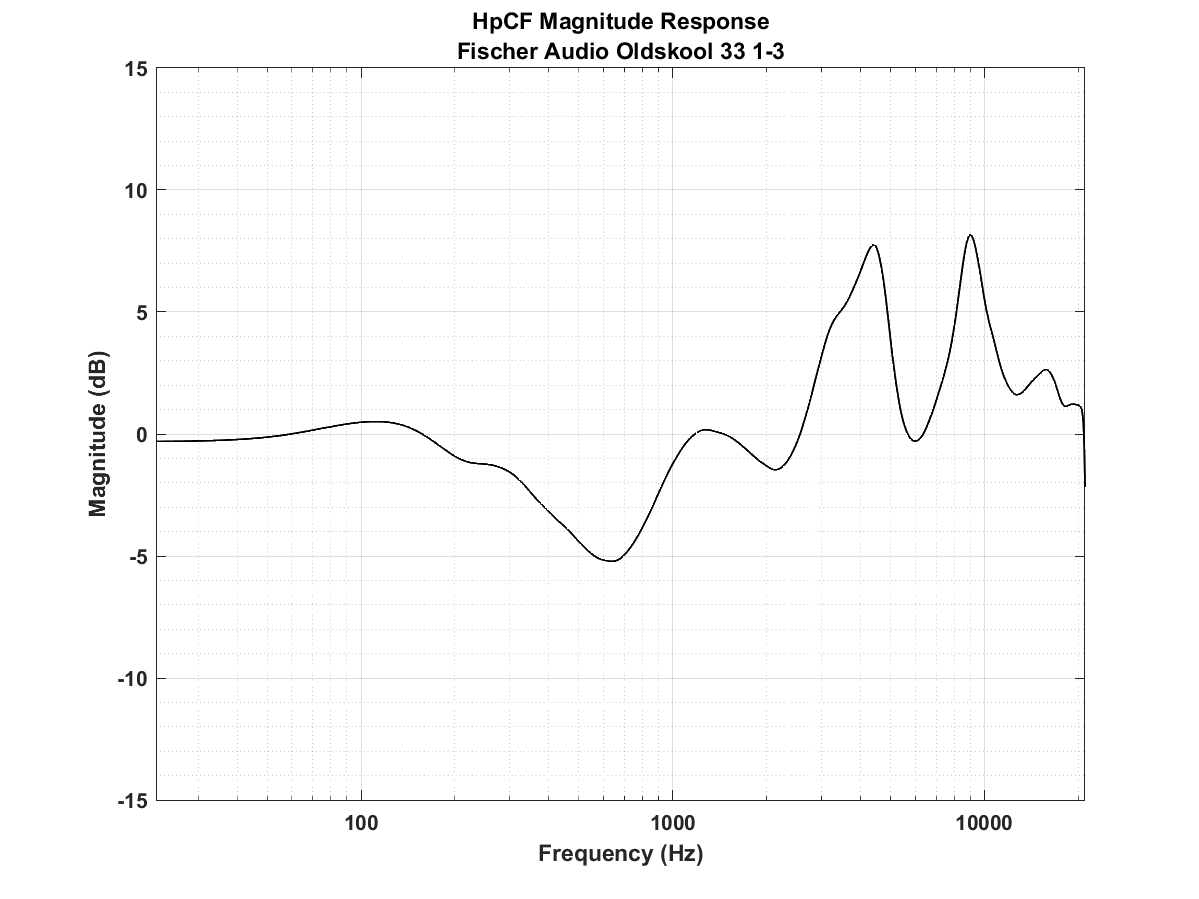 HpCF Magnitude Response
Fischer Audio Oldskool 33 1-3
15
10
5
0
-5
-10
-15
Magnitude (dB)
100 1000 10000
Frequency (Hz)